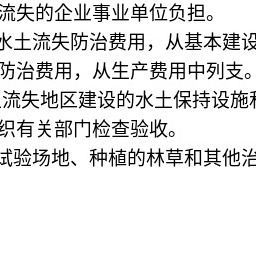 流失的企业事业单位负担。
水土流失防治费用，从基本建设
防治费用，从生产费用中列支。
流失地区建设的水土保持设施
织有关部门检查验收。
试验场地、种植的林草和其他治